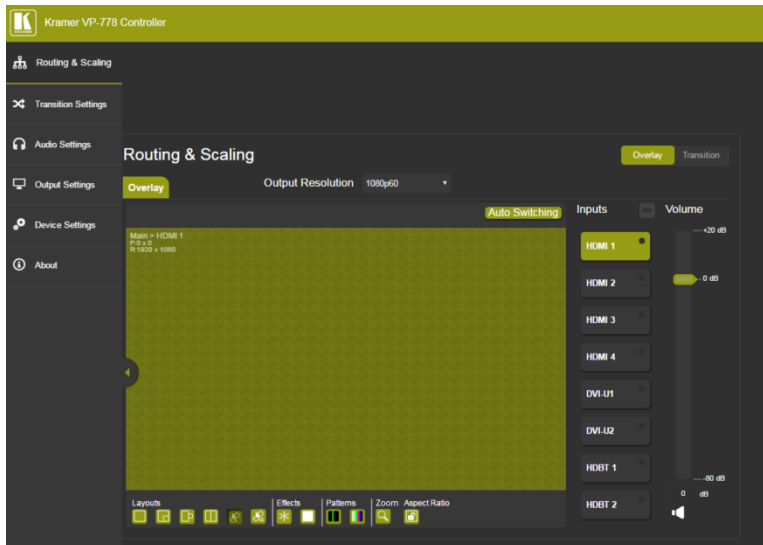 Kramer VP-778 Controller
Routing & Scaling
Transition Settings
Audio Settings
Output Settings
Device Settings
About
Routing & Scaling
Overlay Transition
Overlay
Output Resolution 1080p60
Auto Switching
Inputs
Volume
Main > HDMI 1
P:0 x 0
R:1920 x 1080
HDMI 1
HDMI 2
HDMI 3
HDMI 4
DVI-U1
DVI-U2
HDBT 1
HDBT 2
+20 dB
0 dB
-80 dB
0 dB
Layouts
Effects
Patterns
Zoom
Aspect Ratio